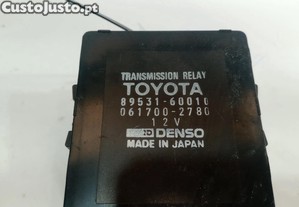 CustoJusto.pt
TRANSMISSION RELAY
TOYOTA
89531-60010
061700-2780
12V
DENSO
MADE IN JAPAN